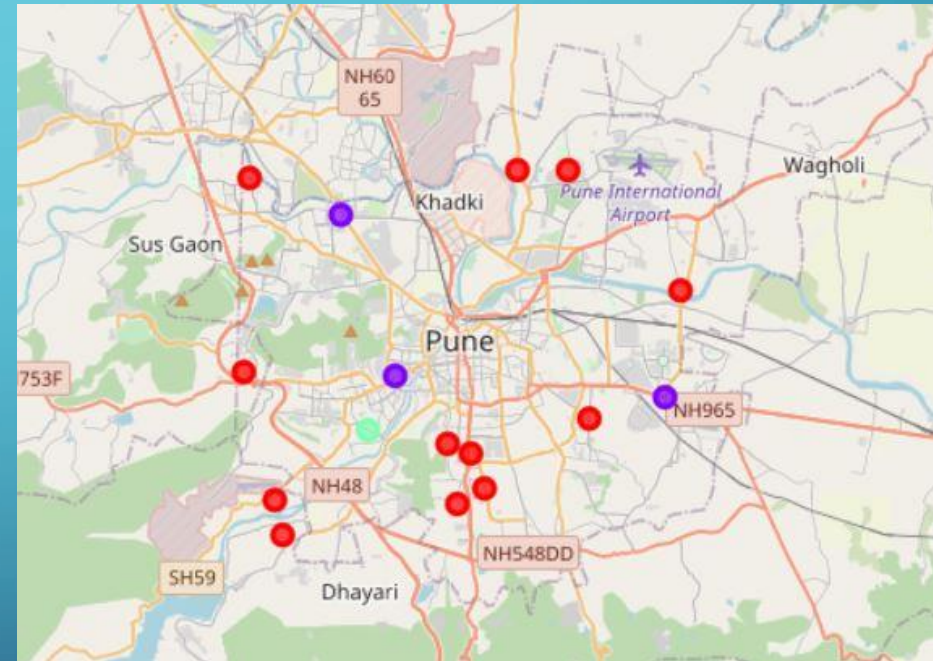 NH60
65
Wagholi
Khadki
Pune International
Airport
Sus Gaon
Pune
753F
NH965
NH48
NH548DD
SH59
Dhayari